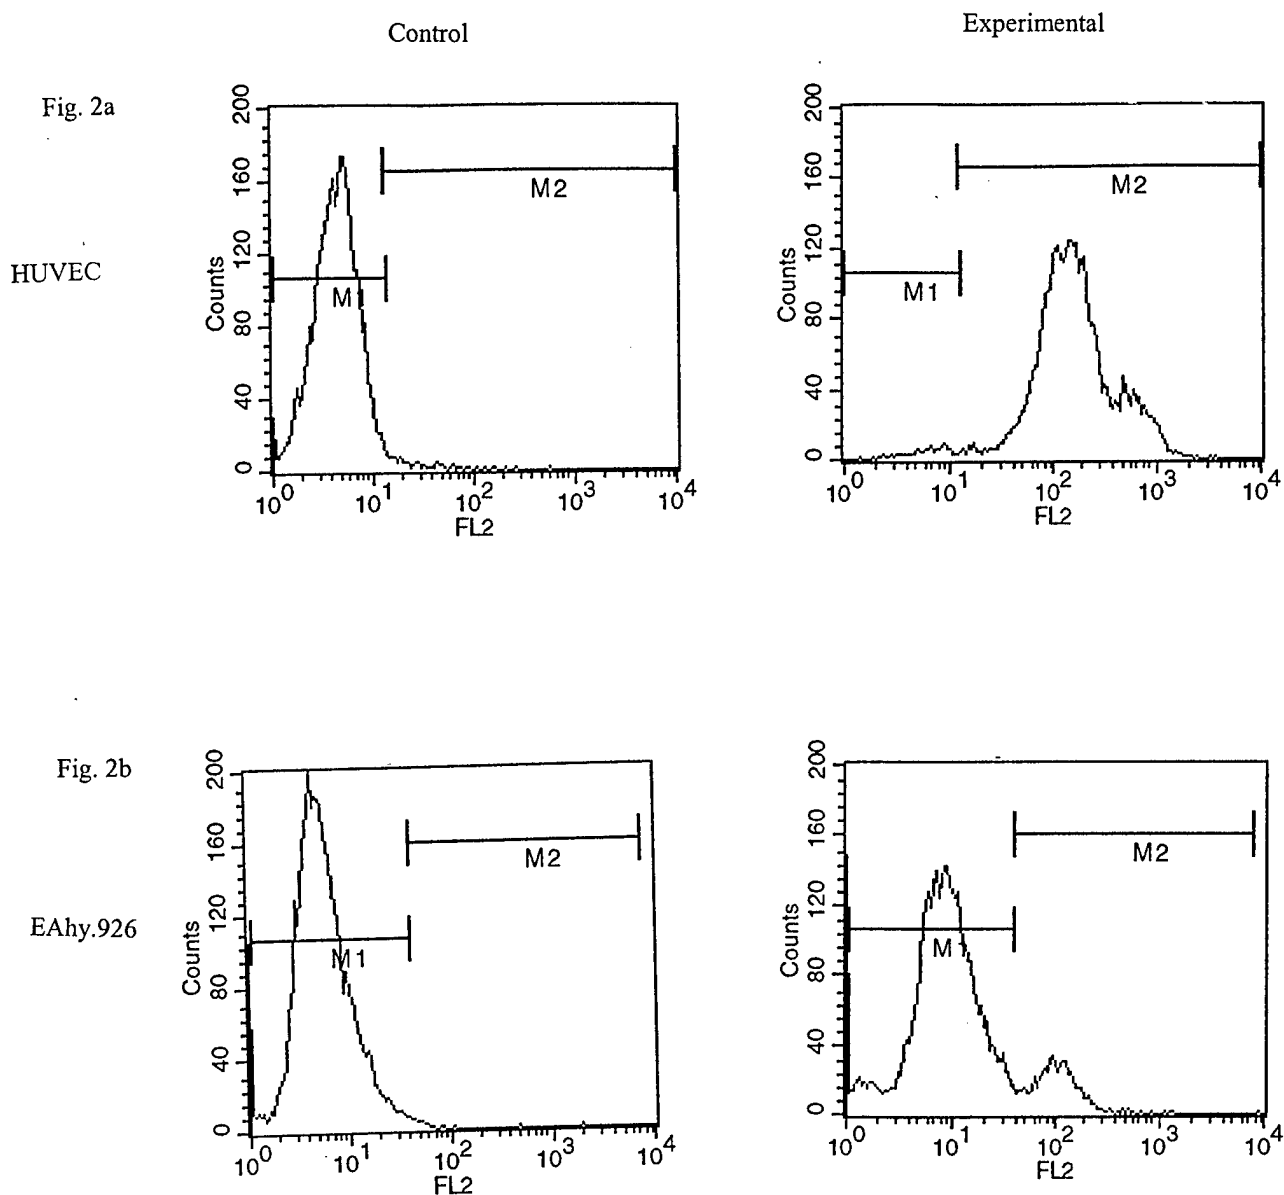 Control
Experimental
Fig. 2a
HUVEC
200
160
120
80
40
0
Counts
M1
M2
10^0
10^1
10^2
10^3
10^4
FL2
200
160
120
80
40
0
Counts
M1
M2
10^0
10^1
10^2
10^3
10^4
FL2
Fig. 2b
EAhy.926
200
160
120
80
40
0
Counts
M1
M2
10^0
10^1
10^2
10^3
10^4
FL2
200
160
120
80
40
0
Counts
M1
M2
10^0
10^1
10^2
10^3
10^4
FL2